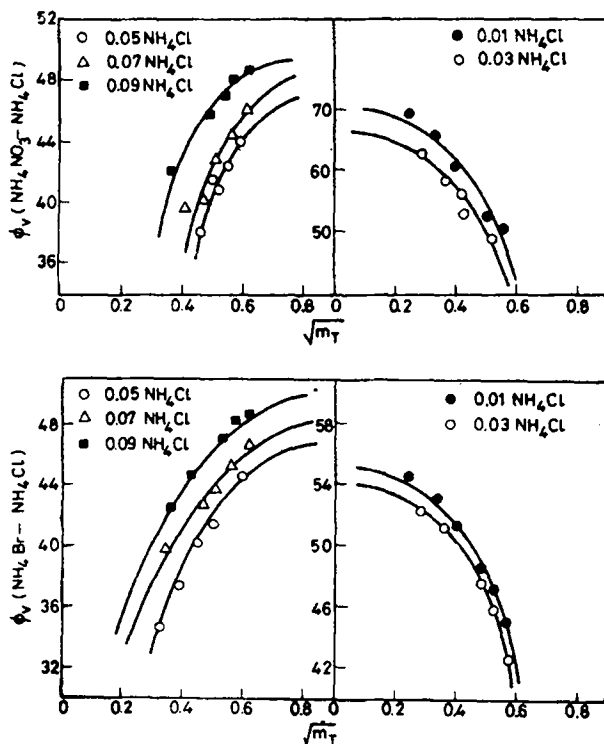 0.05 NH₄Cl
0.07 NH₄Cl
0.09 NH₄Cl
0.01 NH₄Cl
0.03 NH₄Cl
ϕᵥ (NH₄NO₃–NH₄Cl)
48
44
40
36
70
60
50
0 0.2 0.4 0.6 0.8 0 0.2 0.4 0.6 0.8
√m_T
0.05 NH₄Cl
0.07 NH₄Cl
0.09 NH₄Cl
0.01 NH₄Cl
0.03 NH₄Cl
ϕᵥ (NH₄Br – NH₄Cl)
48
44
40
36
30
58
54
50
46
42
0 0.2 0.4 0.6 0.8 0 0.2 0.4 0.6 0.8
√m_T